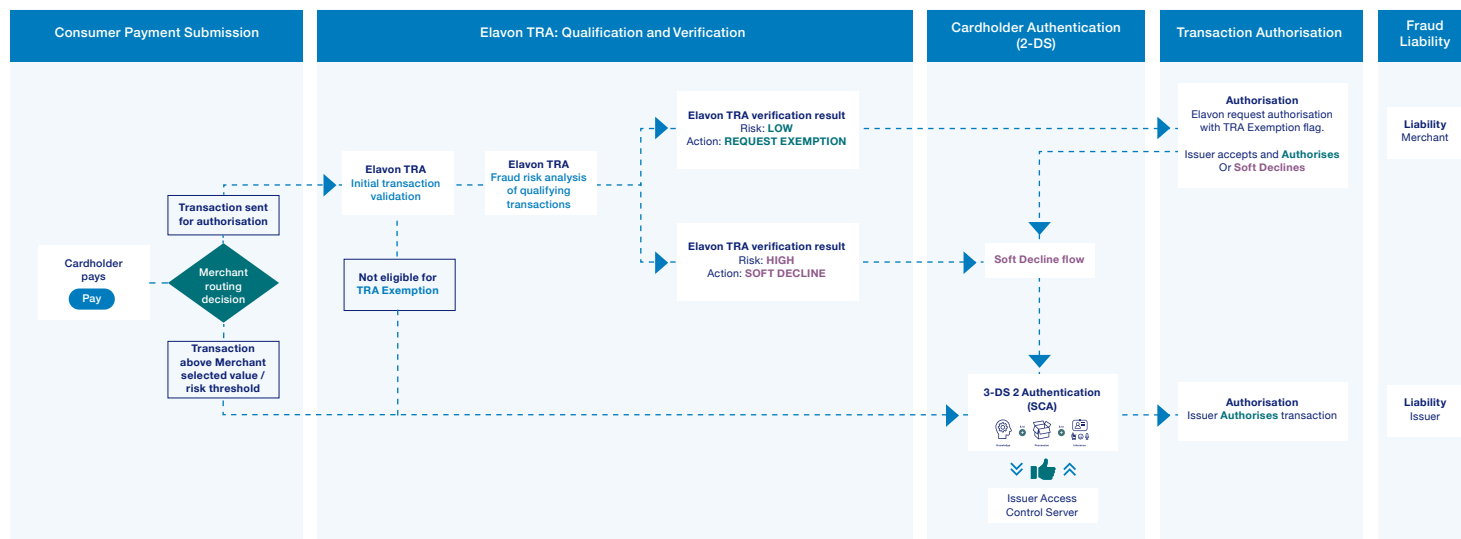 Consumer Payment Submission
Elavon TRA: Qualification and Verification
Cardholder Authentication
(2-DS)
Transaction Authorisation
Fraud
Liability
Cardholder
pays
Pay
Merchant
routing
decision
Transaction sent
for authorisation
Transaction
above Merchant
selected value /
risk threshold
Elavon TRA
Initial transaction
validation
Not eligible for
TRA Exemption
Elavon TRA
Fraud risk analysis
of qualifying
transactions
Elavon TRA verification result
Risk: LOW
Action: REQUEST EXEMPTION
Elavon TRA verification result
Risk: HIGH
Action: SOFT DECLINE
Soft Decline flow
3-DS 2 Authentication
(SCA)
Issuer Access
Control Server
Authorisation
Elavon request authorisation
with TRA Exemption flag.
Issuer accepts and Authorises
Or Soft Declines
Authorisation
Issuer Authorises transaction
Liability
Merchant
Liability
Issuer